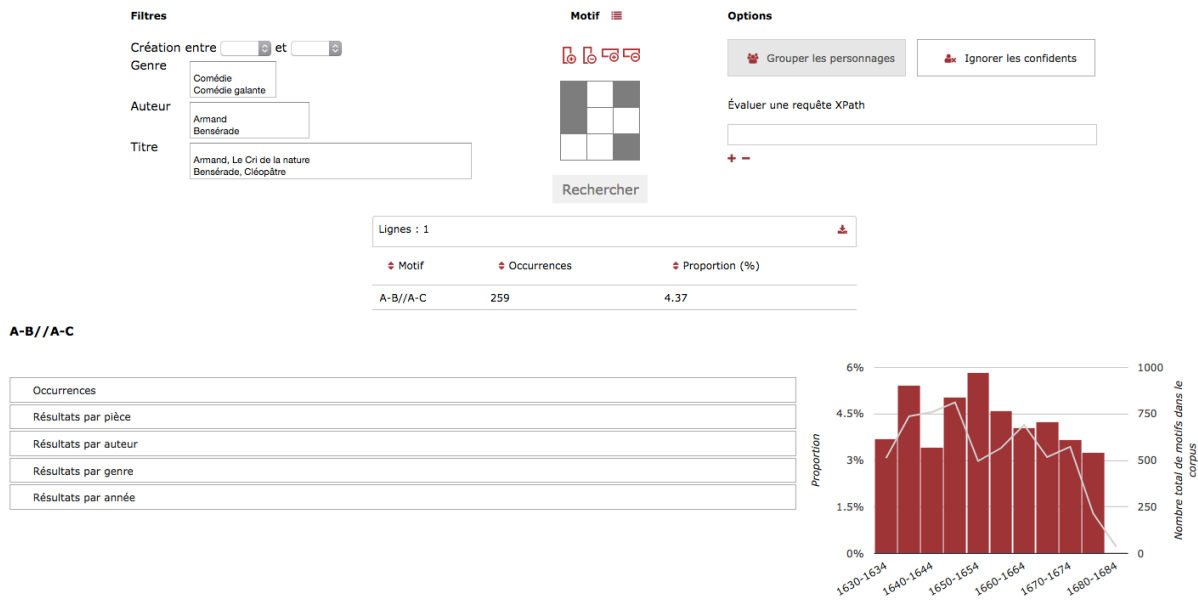 Filtres
Création entre et
Genre
Comédie
Comédie galante
Auteur
Armand
Bensérade
Titre
Armand, Le Cri de la nature
Bensérade, Cléopâtre
Motif
Rechercher
Options
Grouper les personnages
Ignorer les confidents
Évaluer une requête XPath
Lignes : 1
Motif Occurrences Proportion (%)
A-B//A-C 259 4.37
A-B//A-C
Occurrences
Résultats par pièce
Résultats par auteur
Résultats par genre
Résultats par année
Proportion
6%
4.5%
3%
1.5%
0%
1000
750
500
250
0
Nombre total de motifs dans le
corpus
1630-1634
1640-1644
1650-1654
1660-1664
1670-1674
1680-1684